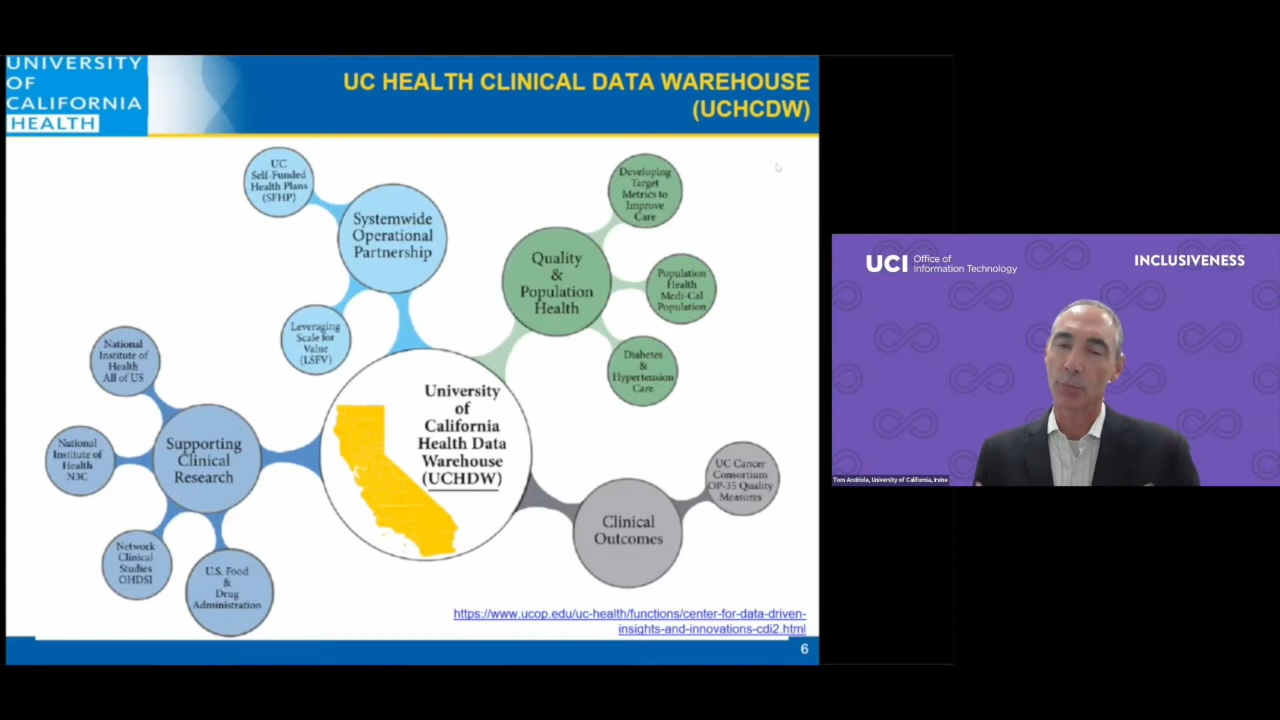 UNIVERSITY
OF
CALIFORNIA
HEALTH
UC HEALTH CLINICAL DATA WAREHOUSE
(UCHCDW)
UC
Self-Funded
Health Plans
(SFHP)
Systemwide
Operational
Partnership
Leveraging
Scale for
Value
(LSFV)
Developing
Target
Metrics to
Improve
Care
Quality
&
Population
Health
Population
Health
Medi-Cal
Population
Diabetes
&
Hypertension
Care
National
Institute of
Health
All of US
National
Institute of
Health
N3C
Supporting
Clinical
Research
Network
Clinical
Studies
OHDSI
U.S. Food
&
Drug
Administration
University
of
California
Health Data
Warehouse
(UCHDW)
UC Cancer
Consortium
OP-35 Quality
Measures
Clinical
Outcomes
https://www.ucop.edu/uc-health/functions/center-for-data-driven-
insights-and-innovations-cdi2.html
6
UCI Office of
Information Technology
INCLUSIVENESS
Tom Andriola, University of California, Irvine